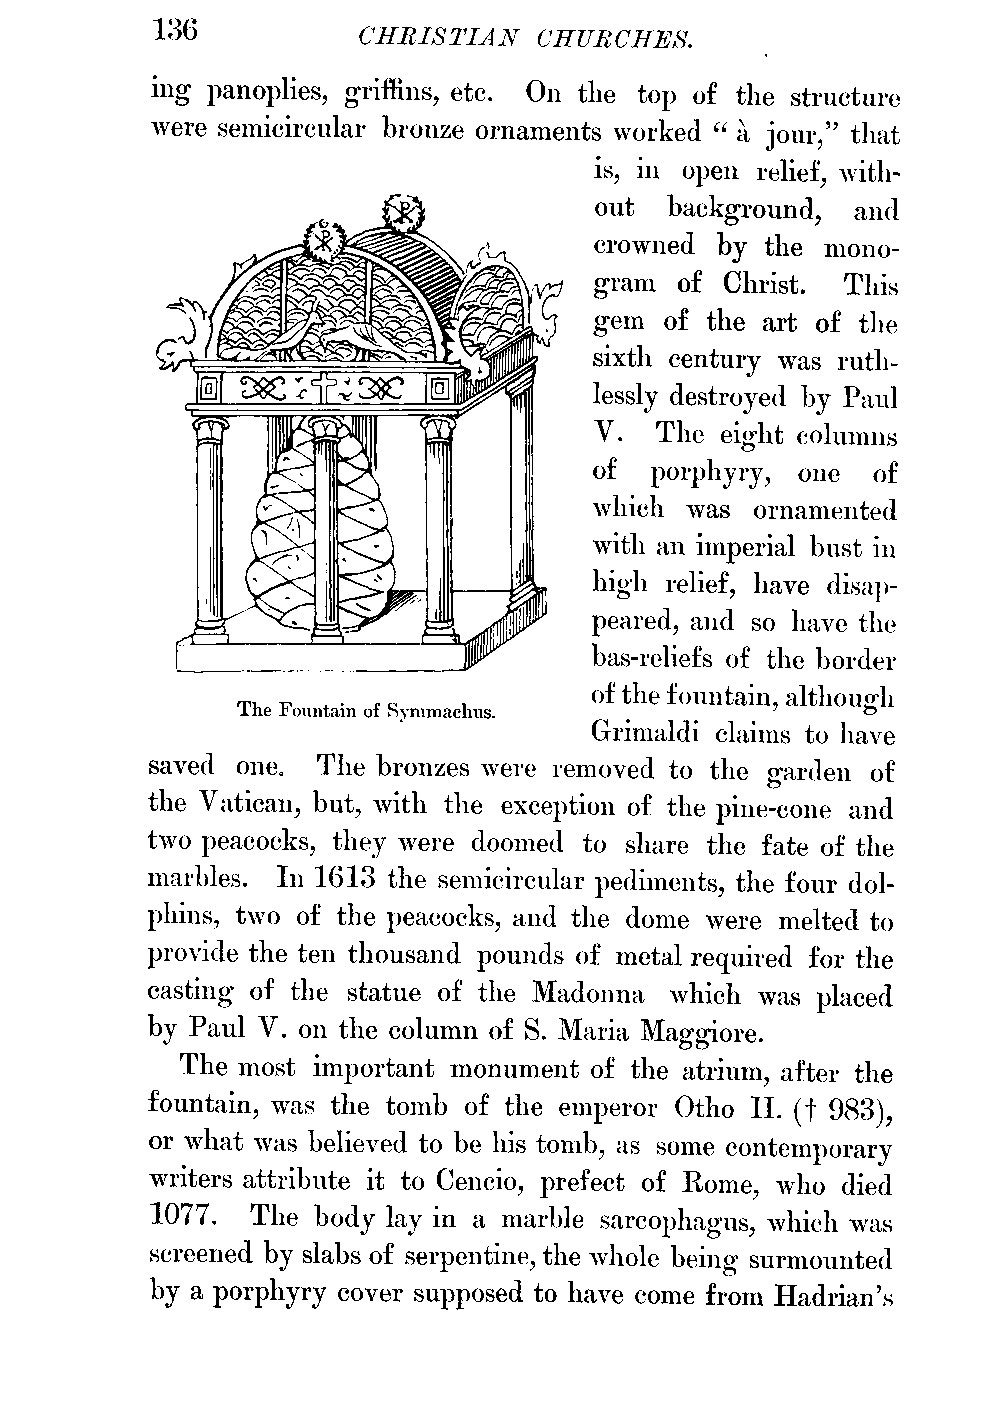 136
CHRISTIAN CHURCHES.
ing panoplies, griffins, etc. On the top of the structure
were semicircular bronze ornaments worked “ à jour,” that
is, in open relief, with-
out background, and
crowned by the mono-
gram of Christ. This
gem of the art of the
sixth century was ruth-
lessly destroyed by Paul
V. The eight columns
of porphyry, one of
which was ornamented
with an imperial bust in
high relief, have disap-
peared, and so have the
bas-reliefs of the border
of the fountain, although
Grimaldi claims to have
The Fountain of Symmachus.
saved one. The bronzes were removed to the garden of
the Vatican, but, with the exception of the pine-cone and
two peacocks, they were doomed to share the fate of the
marbles. In 1613 the semicircular pediments, the four dol-
phins, two of the peacocks, and the dome were melted to
provide the ten thousand pounds of metal required for the
casting of the statue of the Madonna which was placed
by Paul V. on the column of S. Maria Maggiore.
The most important monument of the atrium, after the
fountain, was the tomb of the emperor Otho II. († 983),
or what was believed to be his tomb, as some contemporary
writers attribute it to Cencio, prefect of Rome, who died
1077. The body lay in a marble sarcophagus, which was
screened by slabs of serpentine, the whole being surmounted
by a porphyry cover supposed to have come from Hadrian’s